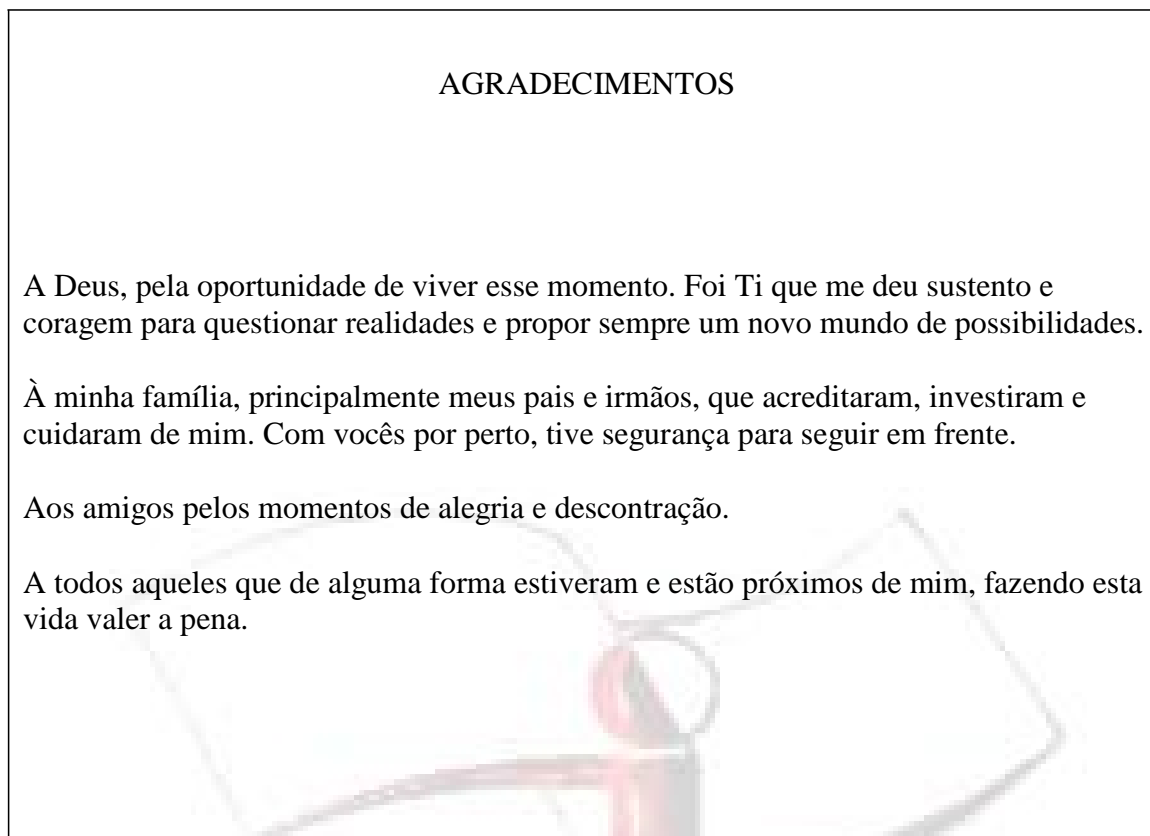 AGRADECIMENTOS
A Deus, pela oportunidade de viver esse momento. Foi Ti que me deu sustento e
coragem para questionar realidades e propor sempre um novo mundo de possibilidades.
À minha família, principalmente meus pais e irmãos, que acreditaram, investiram e
cuidaram de mim. Com vocês por perto, tive segurança para seguir em frente.
Aos amigos pelos momentos de alegria e descontração.
A todos aqueles que de alguma forma estiveram e estão próximos de mim, fazendo esta
vida valer a pena.